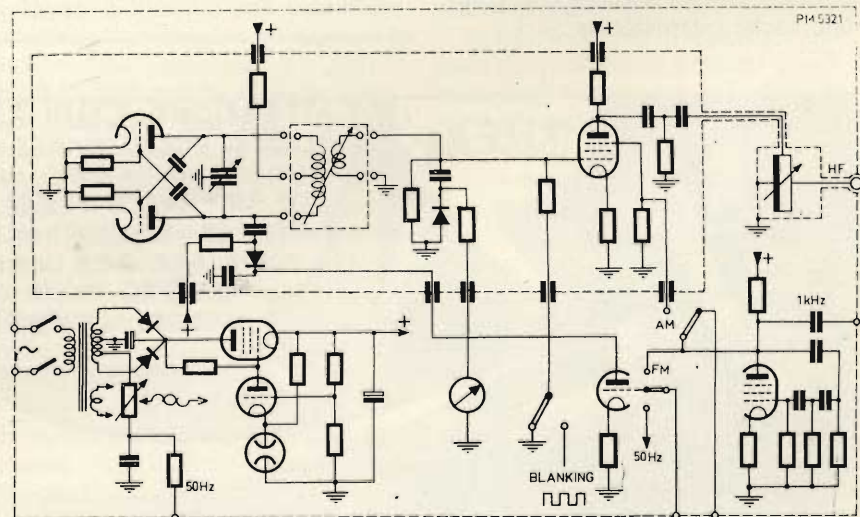 PM 5321
+
+
HF
+
+
1kHz
AM
~
+
FM
50Hz
BLANKING
50Hz